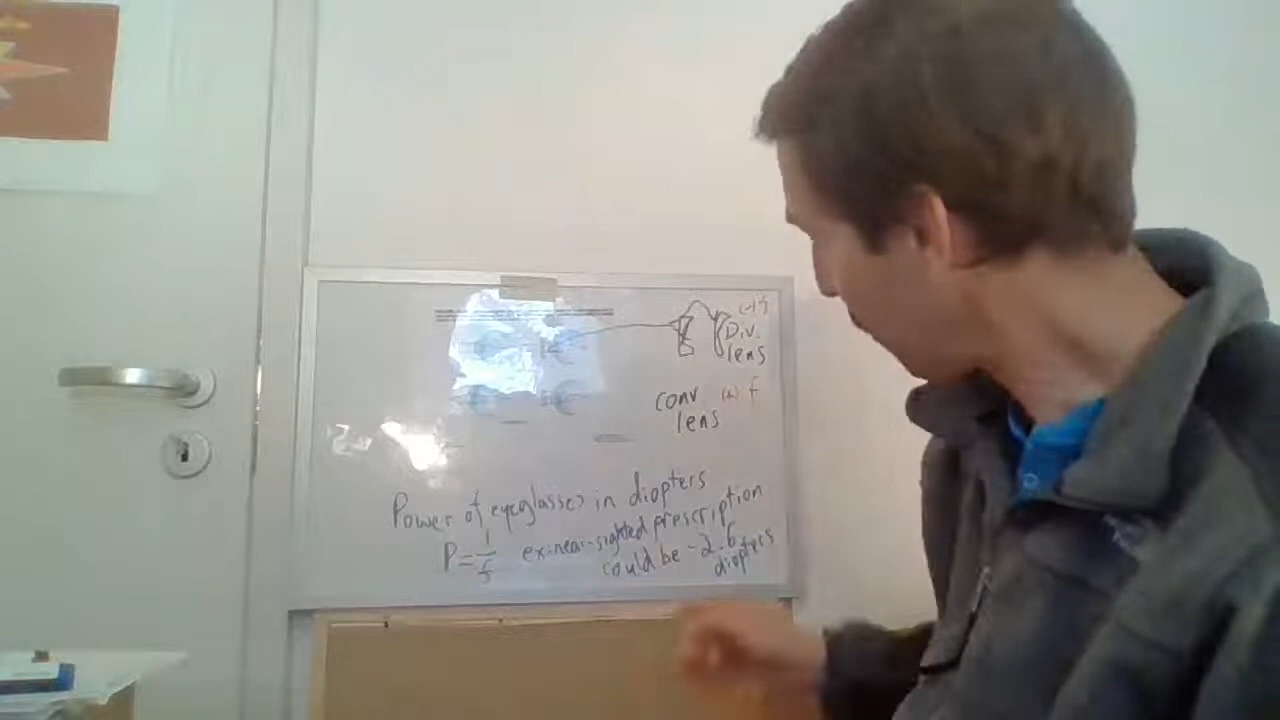 (-) f
Div.
lens
conv (+) f
lens
Power of eyeglasses in diopters
P = 1/f ex: near-sighted prescription
could be -2.6
diopters